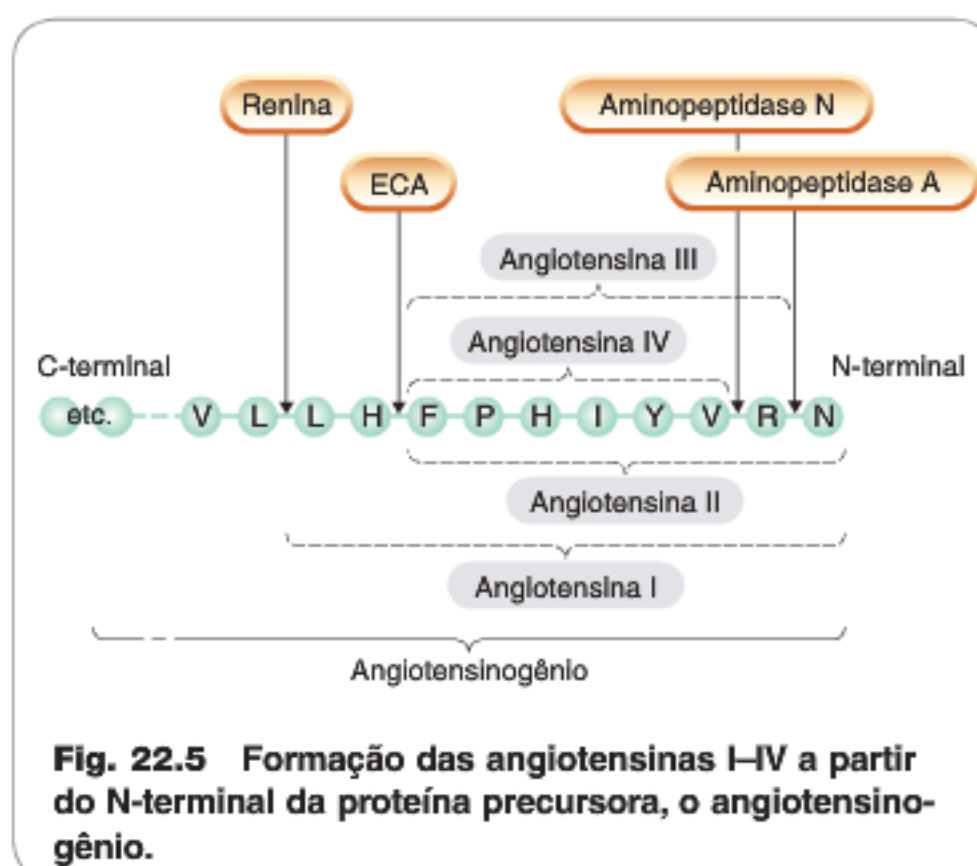 Renina
Aminopeptidase N
ECA
Aminopeptidase A
Angiotensina III
Angiotensina IV
C-terminal
N-terminal
etc. V L L H F P H I Y V R N
Angiotensina II
Angiotensina I
Angiotensinogênio
Fig. 22.5 Formação das angiotensinas I–IV a partir
do N-terminal da proteína precursora, o angiotensino-
gênio.